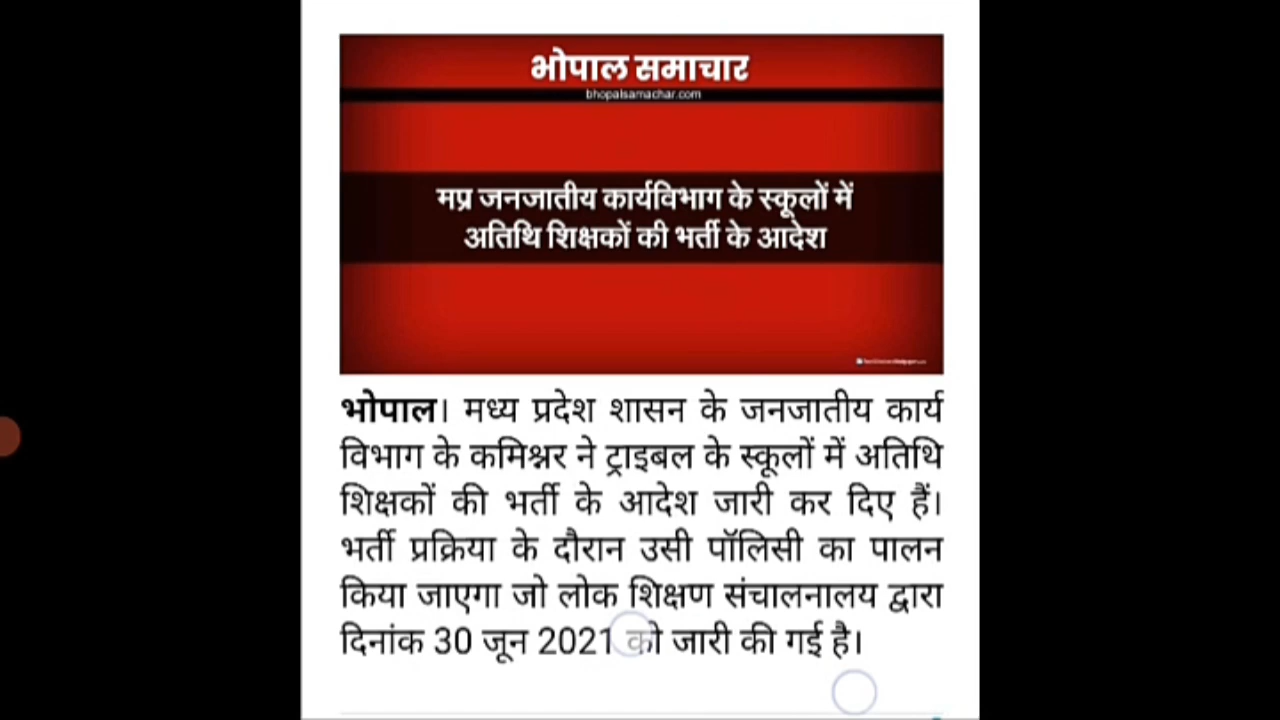 भोपाल समाचार
bhopalsamachar.com
मप्र जनजातीय कार्यविभाग के स्कूलों में
अतिथि शिक्षकों की भर्ती के आदेश
भोपाल। मध्य प्रदेश शासन के जनजातीय कार्य
विभाग के कमिश्नर ने ट्राइबल के स्कूलों में अतिथि
शिक्षकों की भर्ती के आदेश जारी कर दिए हैं।
भर्ती प्रक्रिया के दौरान उसी पॉलिसी का पालन
किया जाएगा जो लोक शिक्षण संचालनालय द्वारा
दिनांक 30 जून 2021 को जारी की गई है।